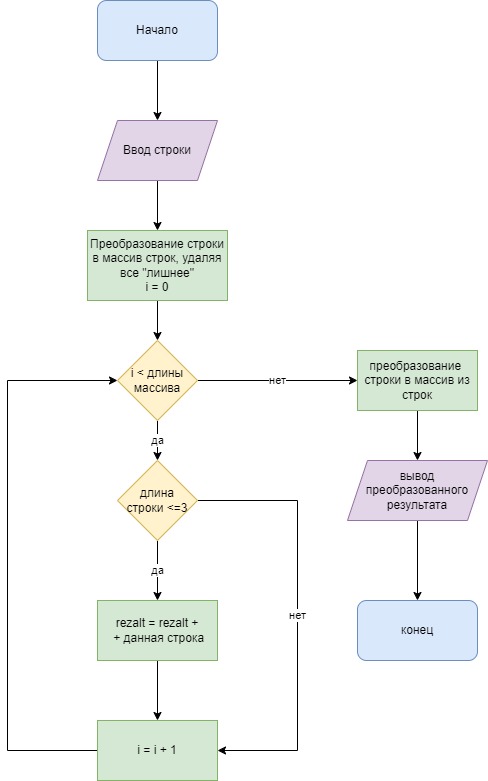 Начало
Ввод строки
Преобразование строки
в массив строк, удаляя
все "лишнее"
i = 0
i < длины
массива
нет
преобразование
строки в массив из
строк
да
длина
строки <=3
вывод
преобразованного
результата
да
нет
rezalt = rezalt +
+ данная строка
конец
i = i + 1